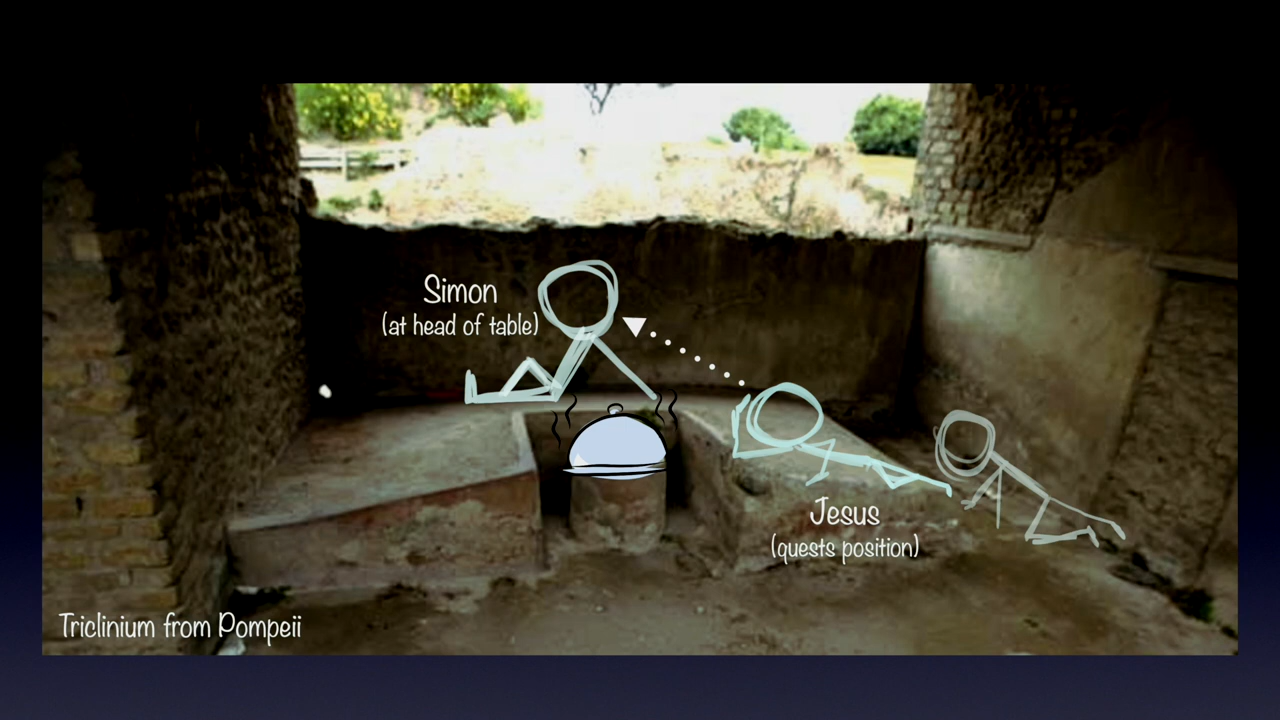 Simon
(at head of table)
Jesus
(quests position)
Triclinium from Pompeii